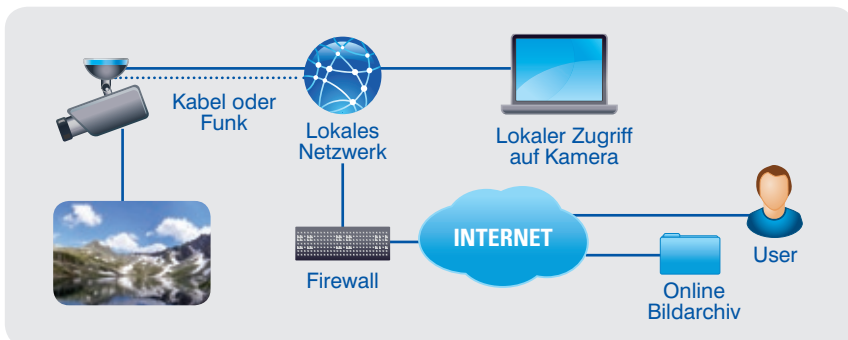 Kabel oder
Funk
Lokales
Netzwerk
Lokaler Zugriff
auf Kamera
Firewall
INTERNET
User
Online
Bildarchiv